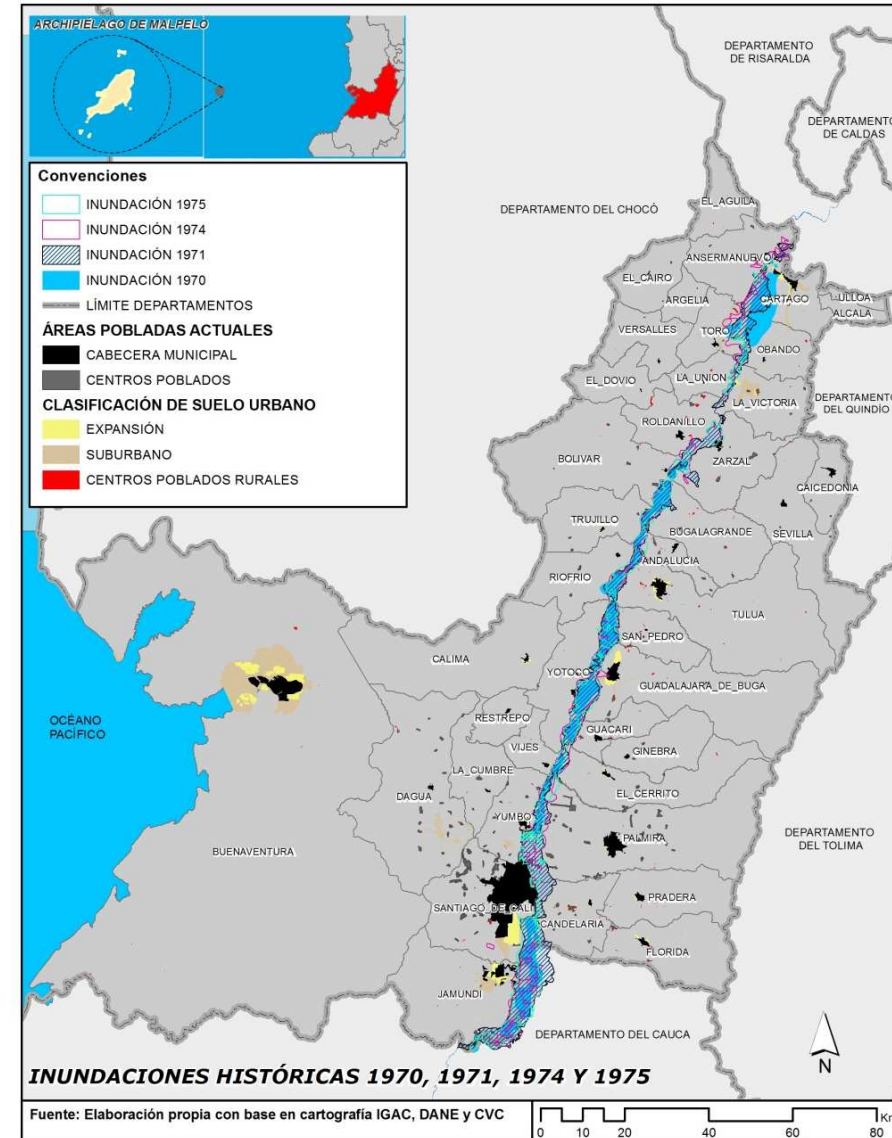 ARCHIPIELAGO DE MALPELO
Convenciones
INUNDACIÓN 1975
INUNDACIÓN 1974
INUNDACIÓN 1971
INUNDACIÓN 1970
LÍMITE DEPARTAMENTOS
ÁREAS POBLADAS ACTUALES
CABECERA MUNICIPAL
CENTROS POBLADOS
CLASIFICACIÓN DE SUELO URBANO
EXPANSIÓN
SUBURBANO
CENTROS POBLADOS RURALES
DEPARTAMENTO
DE RISARALDA
DEPARTAMENTO
DE CALDAS
DEPARTAMENTO DEL CHOCÓ
EL_AGUILA
ANSERMANUEVO
EL_CAIRO
CARTAGO
ULLOA
ARGELIA
ALCALA
VERSALLES
TORO
OBANDO
EL_DOVIO
LA_UNION
LA_VICTORIA
DEPARTAMENTO
DEL QUINDÍO
ROLDANILLO
BOLIVAR
ZARZAL
CAICEDONIA
TRUJILLO
BUGALAGRANDE
SEVILLA
ANDALUCIA
RIOFRIO
TULUA
SAN_PEDRO
CALIMA
YOTOCO
GUADALAJARA_DE_BUGA
OCÉANO
PACÍFICO
RESTREPO
GUACARI
VIJES
GINEBRA
LA_CUMBRE
DAGUA
EL_CERRITO
YUMBO
PALMIRA
DEPARTAMENTO
DEL TOLIMA
BUENAVENTURA
PRADERA
SANTIAGO_DE_CALI
CANDELARIA
FLORIDA
JAMUNDI
DEPARTAMENTO DEL CAUCA
N
INUNDACIONES HISTÓRICAS 1970, 1971, 1974 Y 1975
Fuente: Elaboración propia con base en cartografía IGAC, DANE y CVC
Km
0 10 20 40 60 80